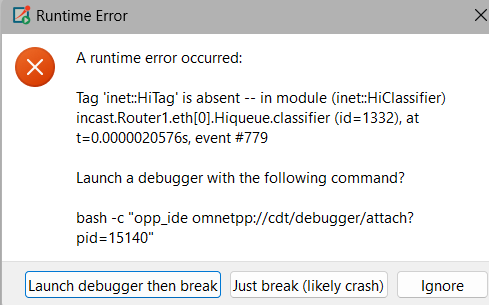 Runtime Error
A runtime error occurred:
Tag 'inet::HiTag' is absent -- in module (inet::HiClassifier)
incast.Router1.eth[0].Hiqueue.classifier (id=1332), at
t=0.0000020576s, event #779
Launch a debugger with the following command?
bash -c "opp_ide omnetpp://cdt/debugger/attach?
pid=15140"
Launch debugger then break
Just break (likely crash)
Ignore